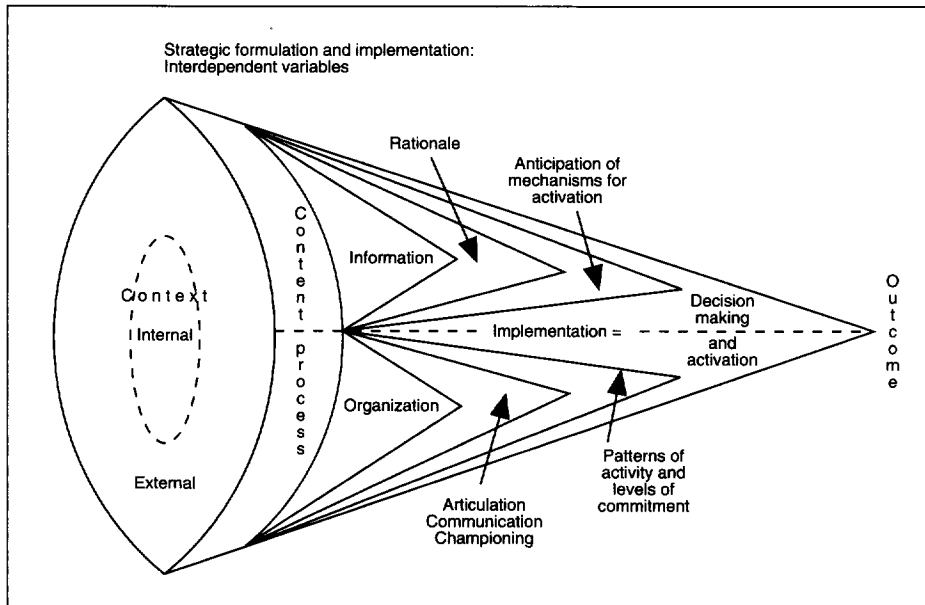 Strategic formulation and implementation:
Interdependent variables
Rationale
Anticipation of
mechanisms for
activation
Content
process
Information
Context
Internal
External
Implementation =
Decision
making
and
activation
Outcome
Organization
Articulation
Communication
Championing
Patterns of
activity and
levels of
commitment